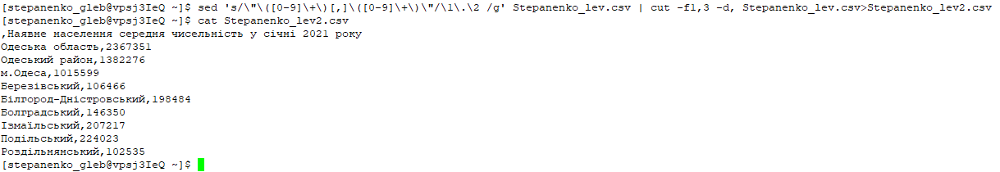 [stepanenko_gleb@vpsj3IeQ ~]$ sed 's/\"\([0-9]\+\)[,]\([0-9]\+\)\"/\1\.\2 /g' Stepanenko_lev.csv | cut -f1,3 -d, Stepanenko_lev.csv>Stepanenko_lev2.csv
[stepanenko_gleb@vpsj3IeQ ~]$ cat Stepanenko_lev2.csv
,Наявне населення середня чисельність у січні 2021 року
Одеська область,2367351
Одеський район,1382276
м.Одеса,1015599
Березівський,106466
Білгород-Дністровський,198484
Болградський,146350
Ізмаїльський,207217
Подільський,224023
Роздільнянський,102535
[stepanenko_gleb@vpsj3IeQ ~]$